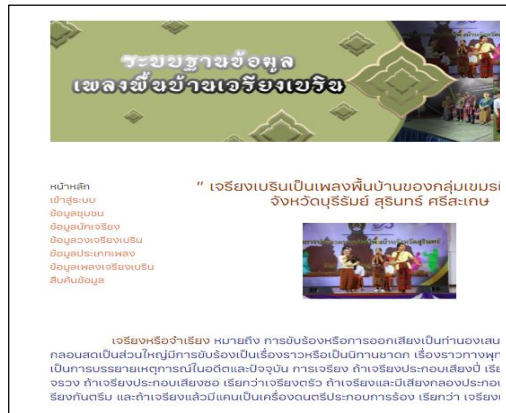 ระบบฐานข้อมูล
เพลงพื้นบ้านเจรียงเบริน
หน้าหลัก
เข้าสู่ระบบ
ข้อมูลชุมชน
ข้อมูลนักเจรียง
ข้อมูลวงเจรียงเบริน
ข้อมูลประเภทเพลง
ข้อมูลเพลงเจรียงเบริน
สืบค้นข้อมูล
" เจรียงเบรินเป็นเพลงพื้นบ้านของกลุ่มเขมรถิ
จังหวัดบุรีรัมย์ สุรินทร์ ศรีสะเกษ
เจรียงหรือจำเรียง หมายถึง การขับร้องหรือการออกเสียงเป็นทำนองเสน
กลอนสดเป็นส่วนใหญ่มีการขับร้องเป็นเรื่องราวหรือเป็นนิทานชาดก เรื่องราวทางพุท
เป็นการบรรยายเหตุการณ์ในอดีตและปัจจุบัน การเจรียง ถ้าเจรียงประกอบเสียงปี่ เรีย
จรวง ถ้าเจรียงประกอบเสียงซอ เรียกว่าเจรียงตรัว ถ้าเจรียงและมีเสียงกลองประกอบ
รียงกันตรึม และถ้าเจรียงแล้วมีแคนเป็นเครื่องดนตรีประกอบการร้อง เรียกว่า เจรียงเ